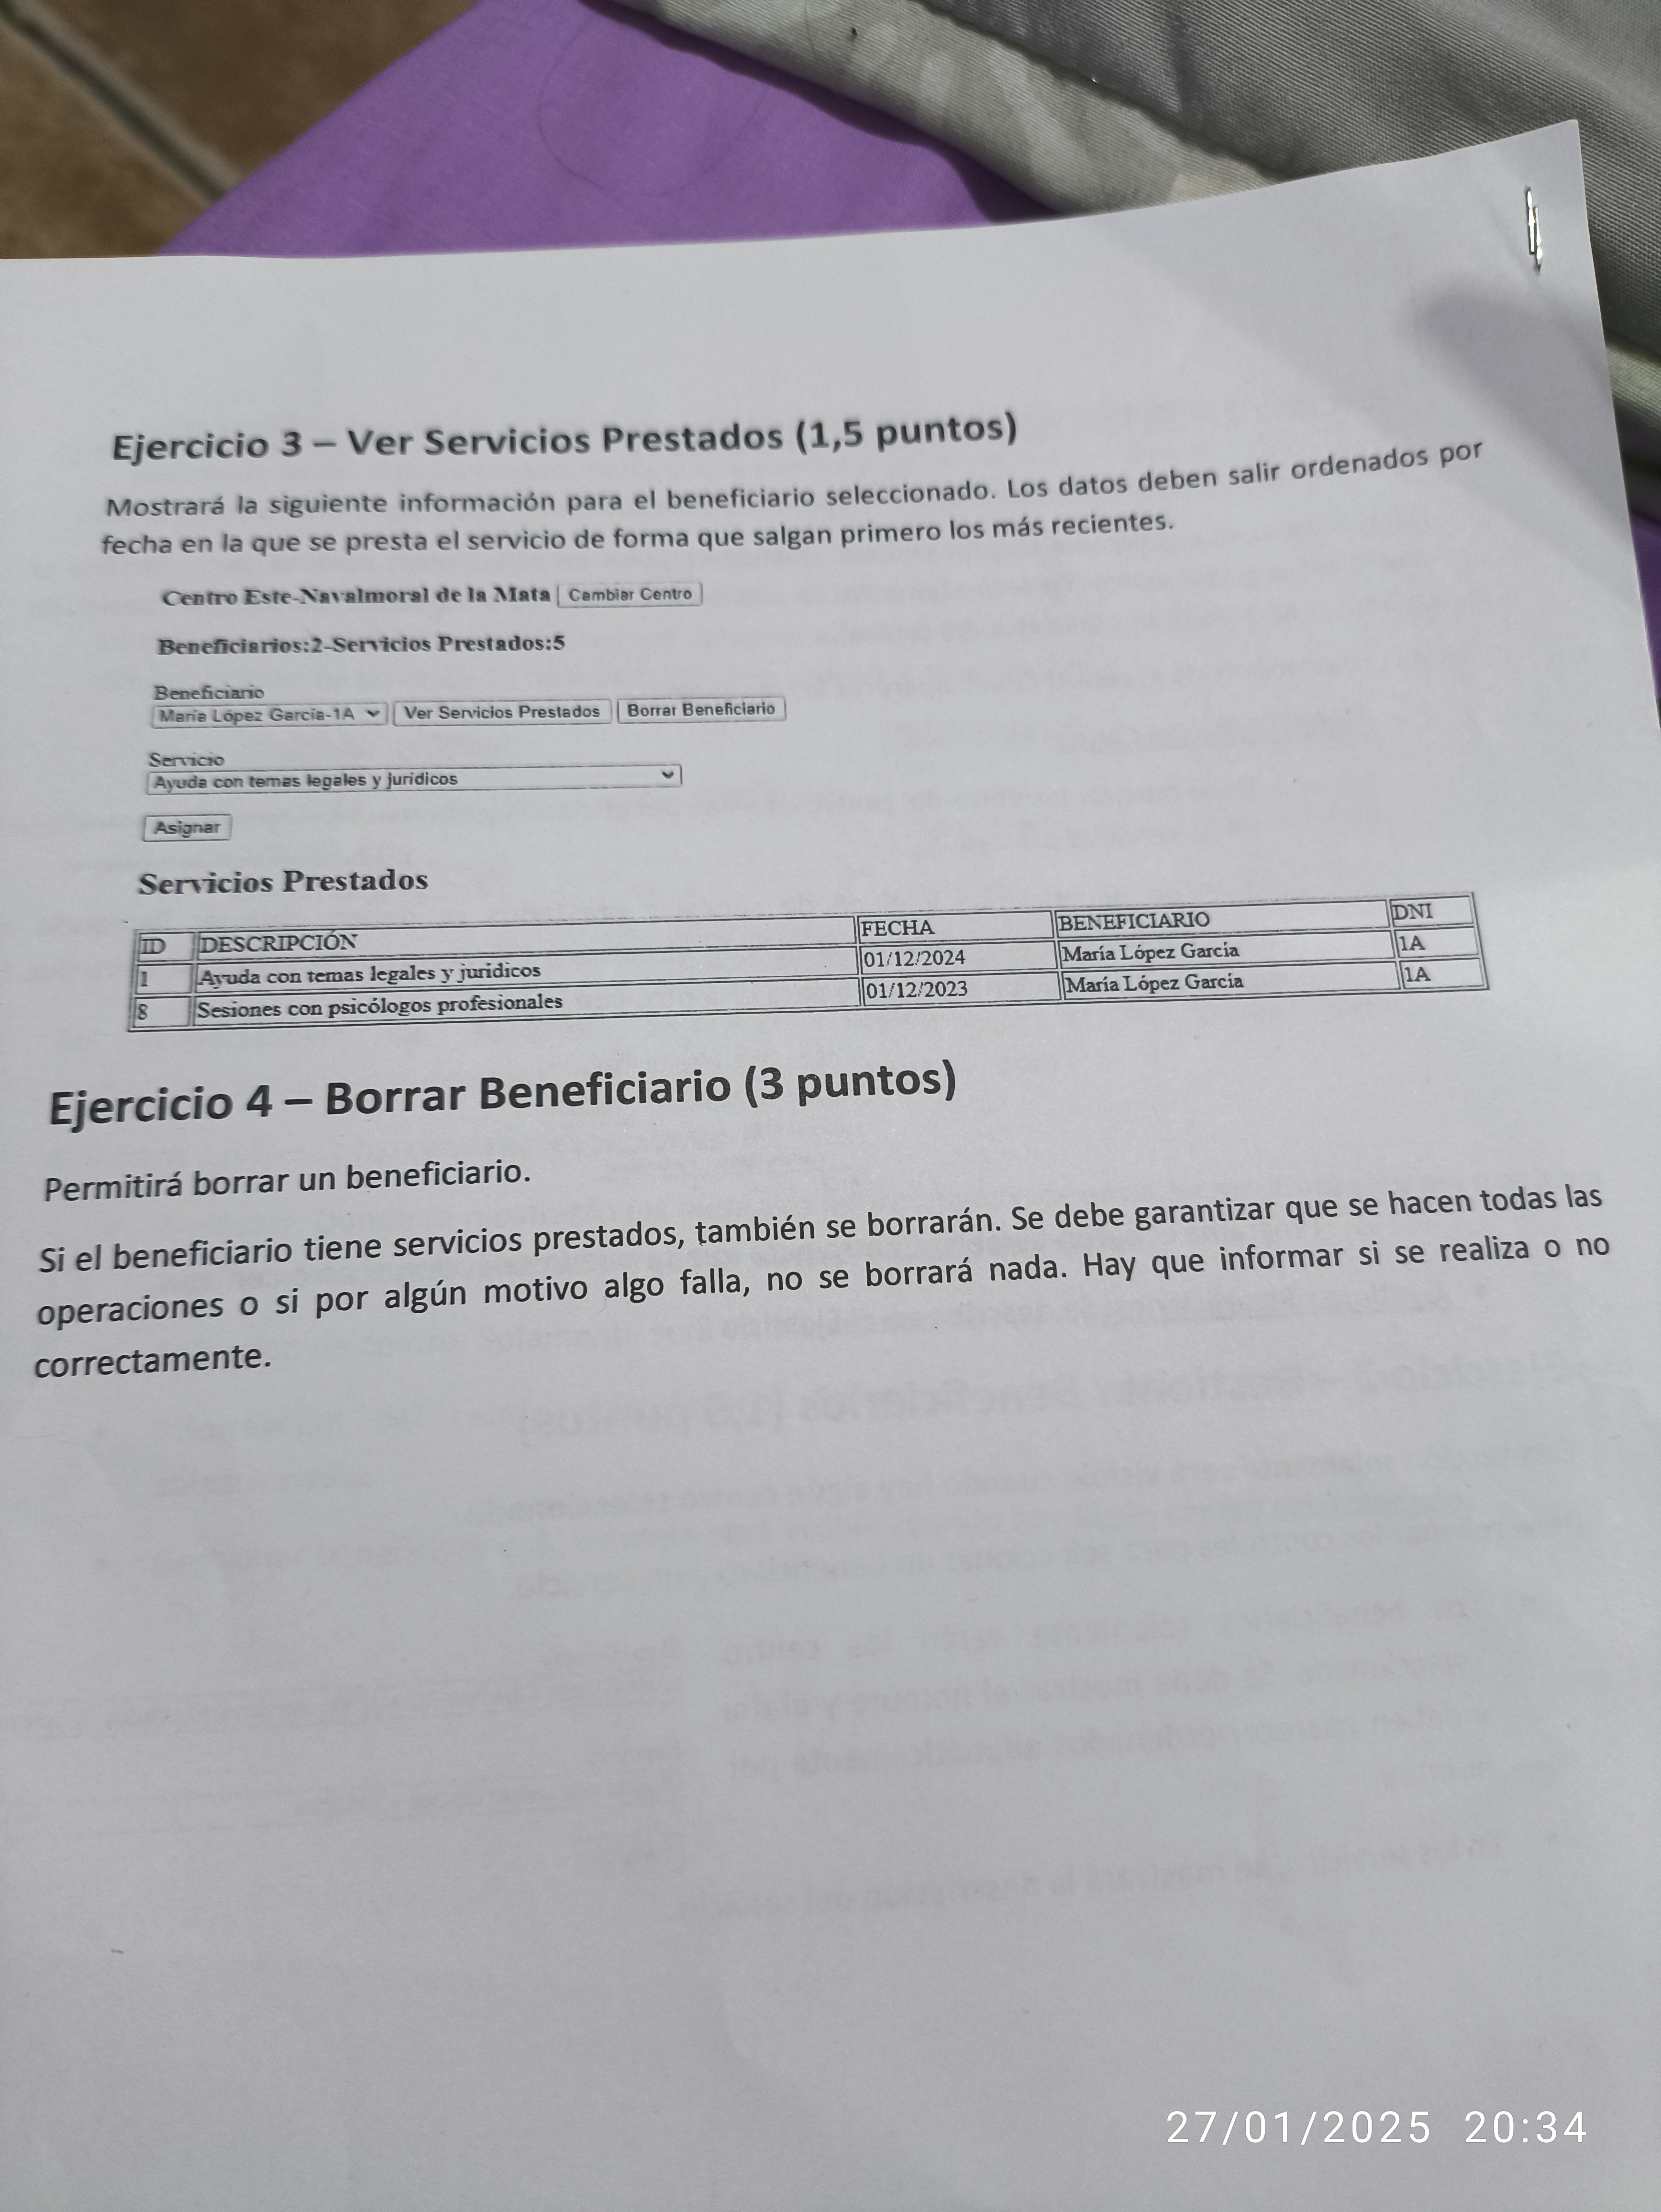 Ejercicio 3 – Ver Servicios Prestados (1,5 puntos)
Mostrará la siguiente información para el beneficiario seleccionado. Los datos deben salir ordenados por
fecha en la que se presta el servicio de forma que salgan primero los más recientes.
Centro Este-Navalmoral de la Mata Cambiar Centro
Beneficiarios:2-Servicios Prestados:5
Beneficiario
María López García-1A Ver Servicios Prestados Borrar Beneficiario
Servicio
Ayuda con temas legales y jurídicos
Asignar
Servicios Prestados
ID DESCRIPCIÓN FECHA BENEFICIARIO DNI
1 Ayuda con temas legales y jurídicos 01/12/2024 María López García 1A
8 Sesiones con psicólogos profesionales 01/12/2023 María López García 1A
Ejercicio 4 – Borrar Beneficiario (3 puntos)
Permitirá borrar un beneficiario.
Si el beneficiario tiene servicios prestados, también se borrarán. Se debe garantizar que se hacen todas las
operaciones o si por algún motivo algo falla, no se borrará nada. Hay que informar si se realiza o no
correctamente.
27/01/2025 20:34